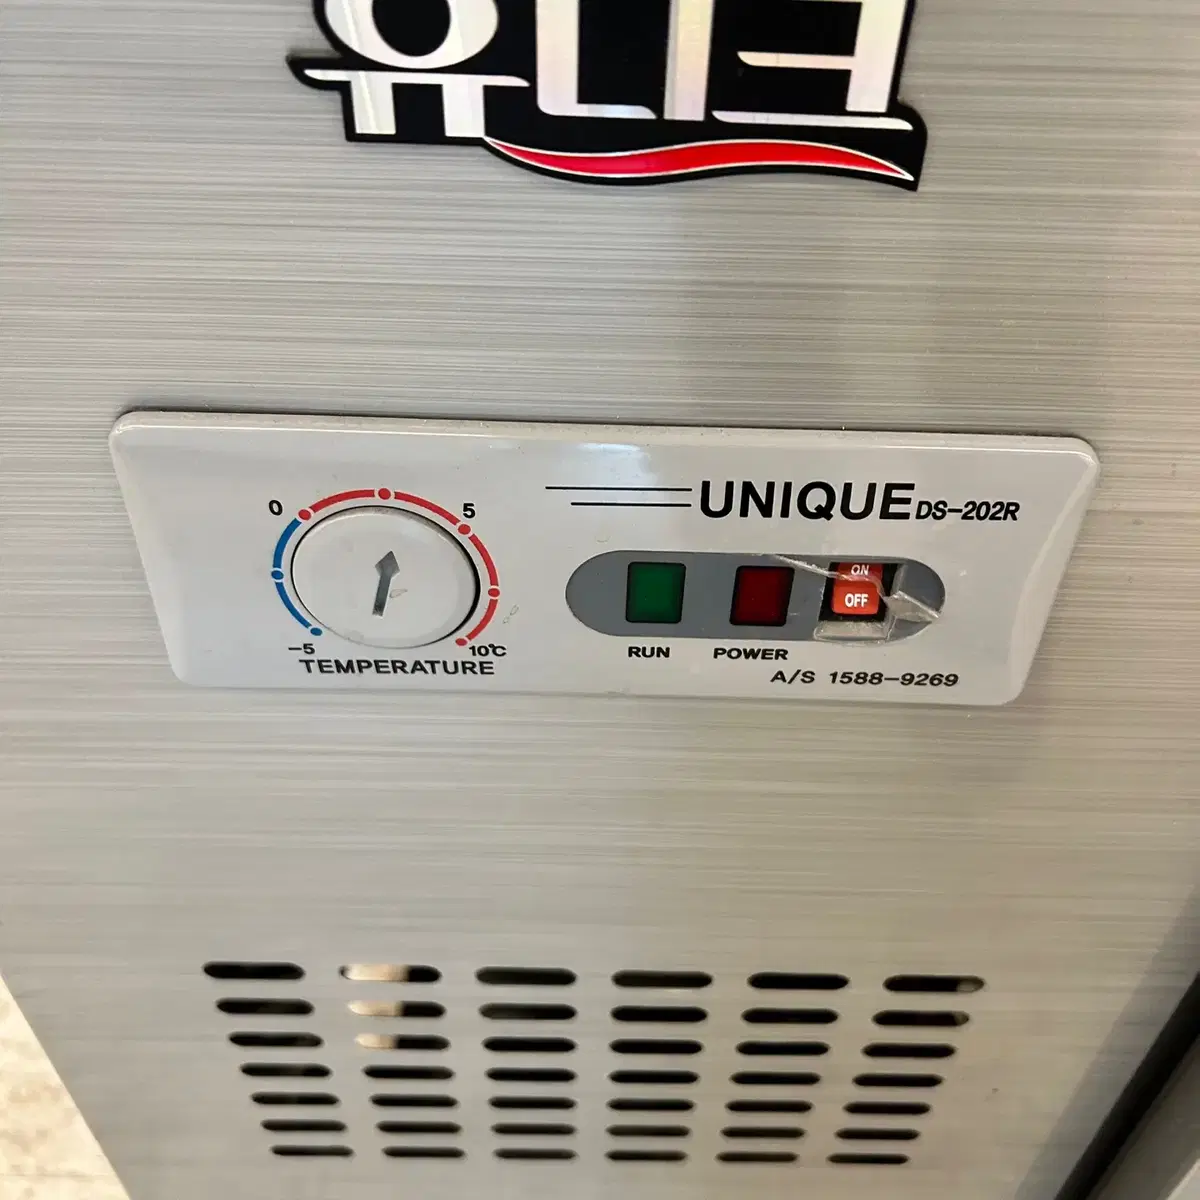 유니크
UNIQUE DS-202R
0 5
-5 10℃
TEMPERATURE
ON
OFF
RUN POWER
A/S 1588-9269